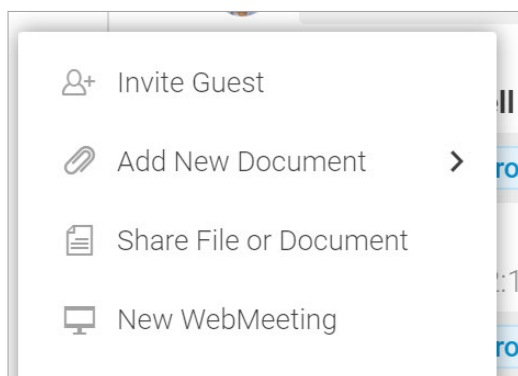 Invite Guest
Add New Document
Share File or Document
New WebMeeting